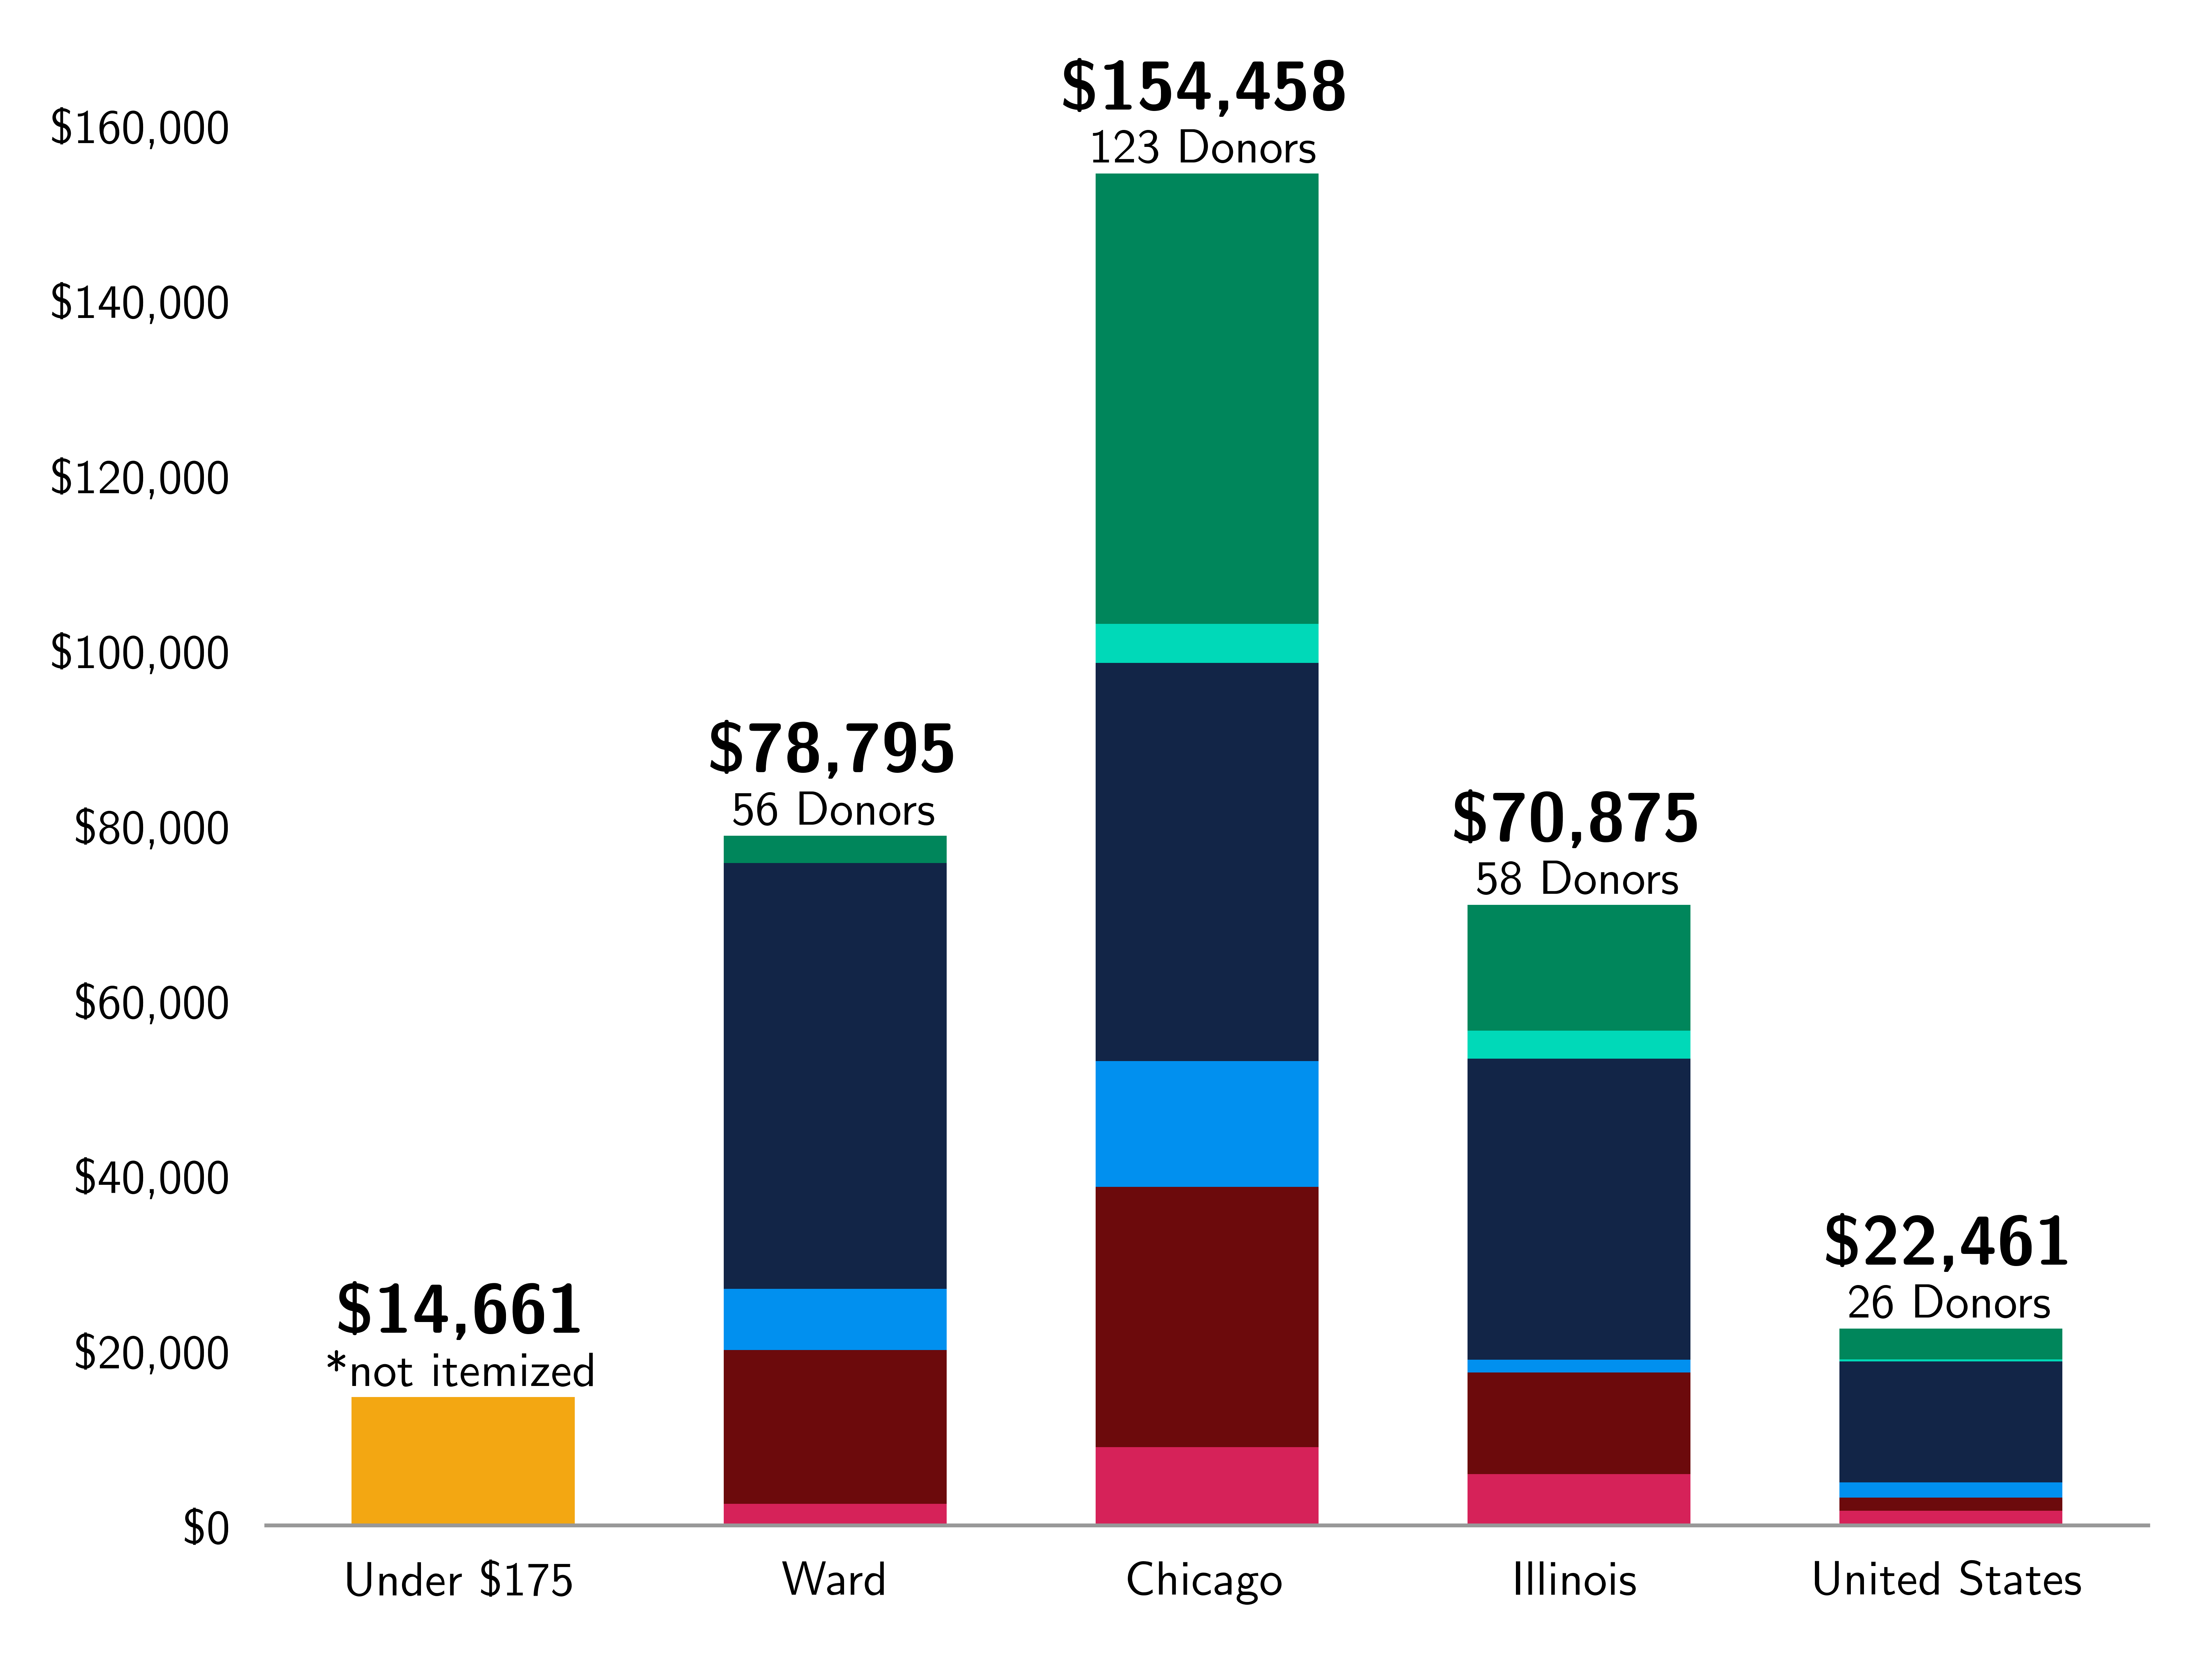 $160,000
$140,000
$120,000
$100,000
$80,000
$60,000
$40,000
$20,000
$0
$14,661
*not itemized
$78,795
56 Donors
$154,458
123 Donors
$70,875
58 Donors
$22,461
26 Donors
Under $175
Ward
Chicago
Illinois
United States